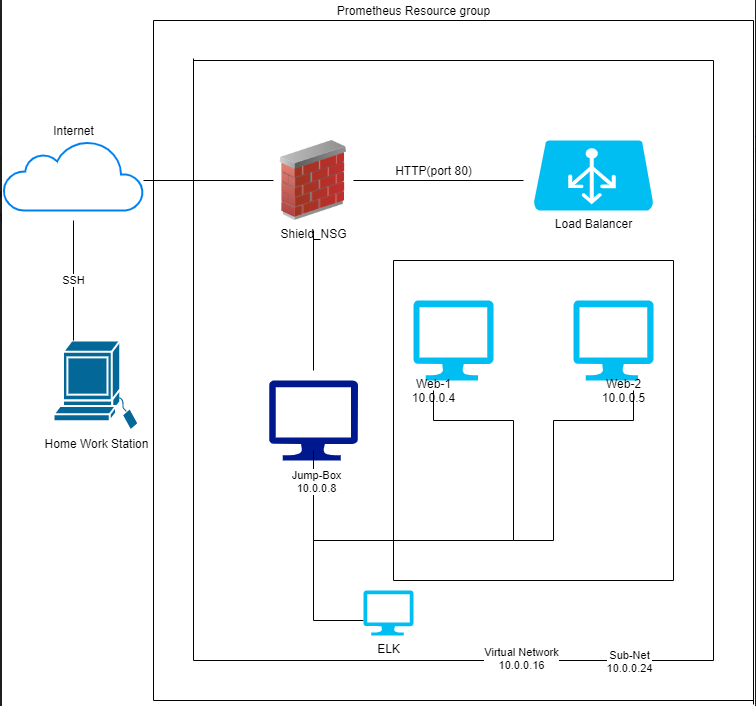 Prometheus Resource group
Internet
HTTP(port 80)
Shield_NSG
Load Balancer
SSH
Home Work Station
Web-1
10.0.0.4
Web-2
10.0.0.5
Jump-Box
10.0.0.8
ELK
Virtual Network
10.0.0.16
Sub-Net
10.0.0.24